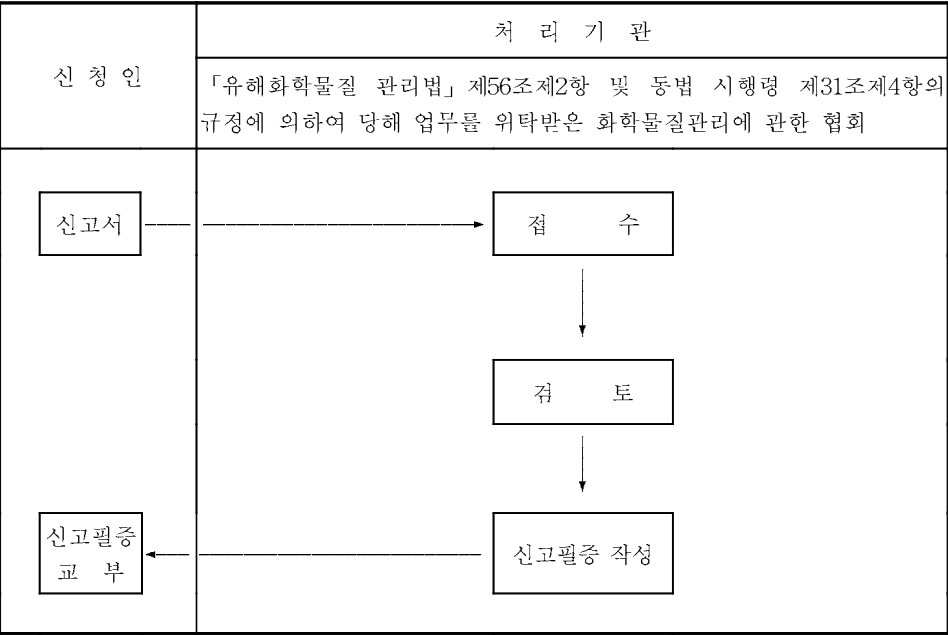 처 리 기 관
신 청 인
「유해화학물질 관리법」제56조제2항 및 동법 시행령 제31조제4항의
규정에 의하여 당해 업무를 위탁받은 화학물질관리에 관한 협회
신고서
접 수
검 토
신고필증
교 부
신고필증 작성